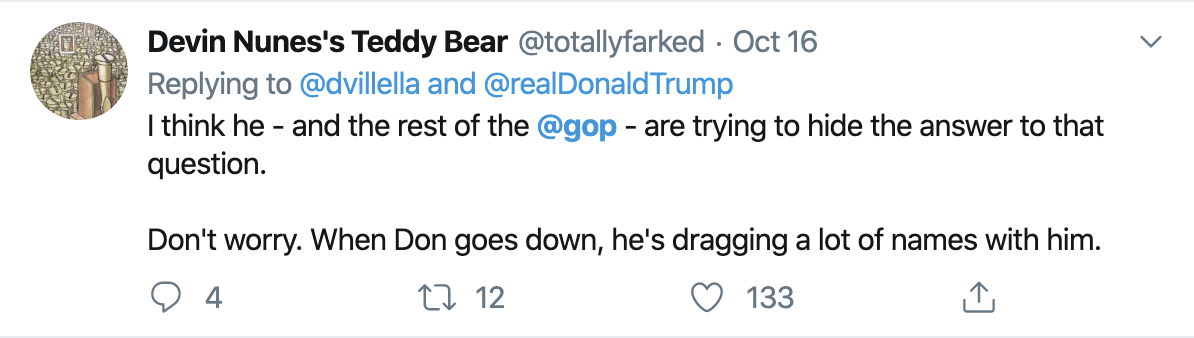 Devin Nunes's Teddy Bear @totallyfarked · Oct 16
Replying to @dvillella and @realDonaldTrump
I think he - and the rest of the @gop - are trying to hide the answer to that
question.
Don't worry. When Don goes down, he's dragging a lot of names with him.
4 12 133